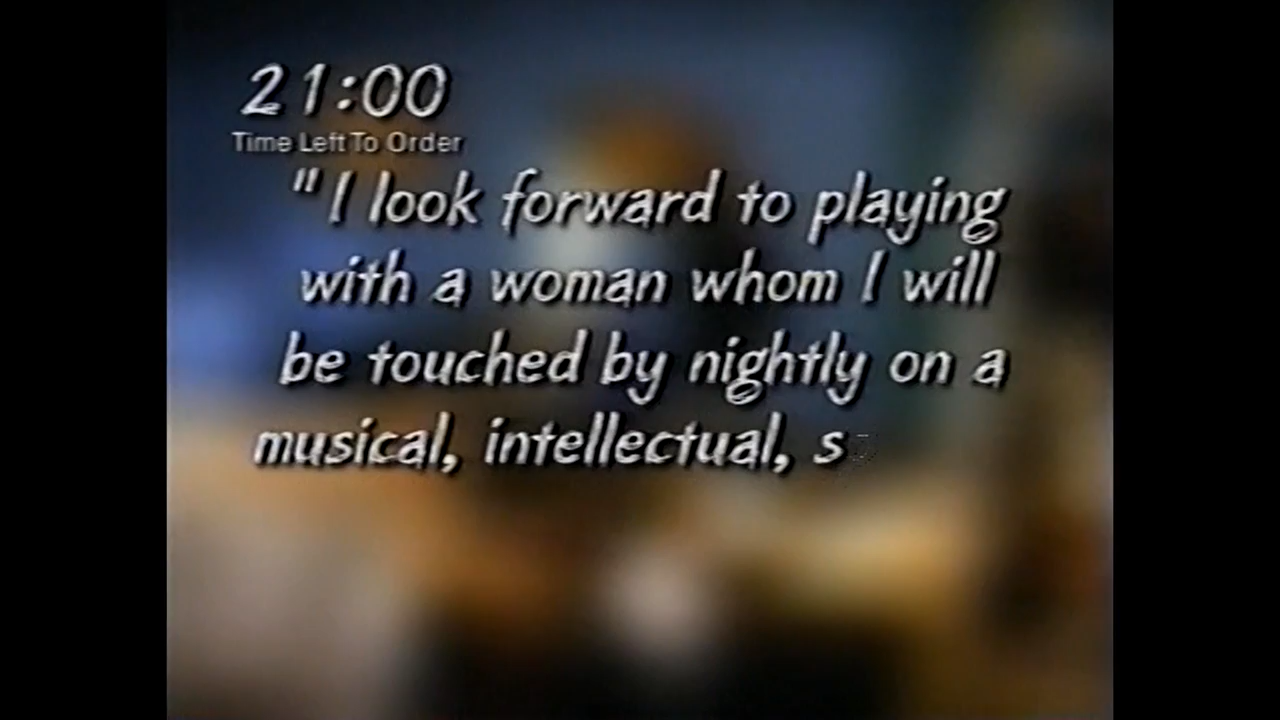 21:00
Time Left To Order
"I look forward to playing
with a woman whom I will
be touched by nightly on a
musical, intellectual, s